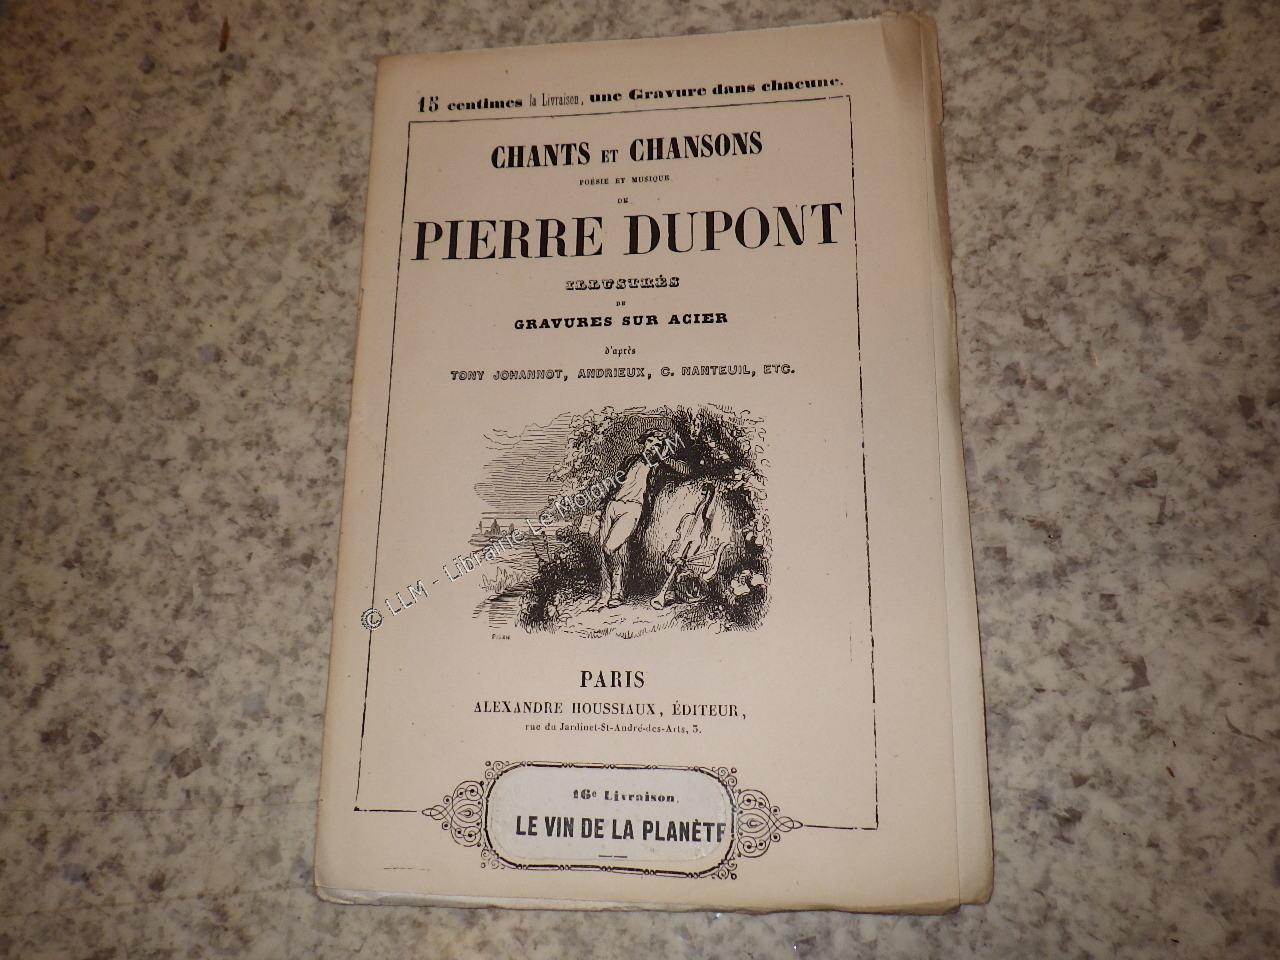 15 centimes la Livraison, une Gravure dans chacune.
CHANTS ET CHANSONS
POÉSIE ET MUSIQUE
DE
PIERRE DUPONT
ILLUSTRÉS
DE
GRAVURES SUR ACIER
d'après
TONY JOHANNOT, ANDRIEUX, C. NANTEUIL, ETC.
© LLM - Librairie Le Moigne - LLM
PARIS
ALEXANDRE HOUSSIAUX, ÉDITEUR,
rue du Jardinet-St-André-des-Arts, 3.
16e Livraison.
LE VIN DE LA PLANÈTE